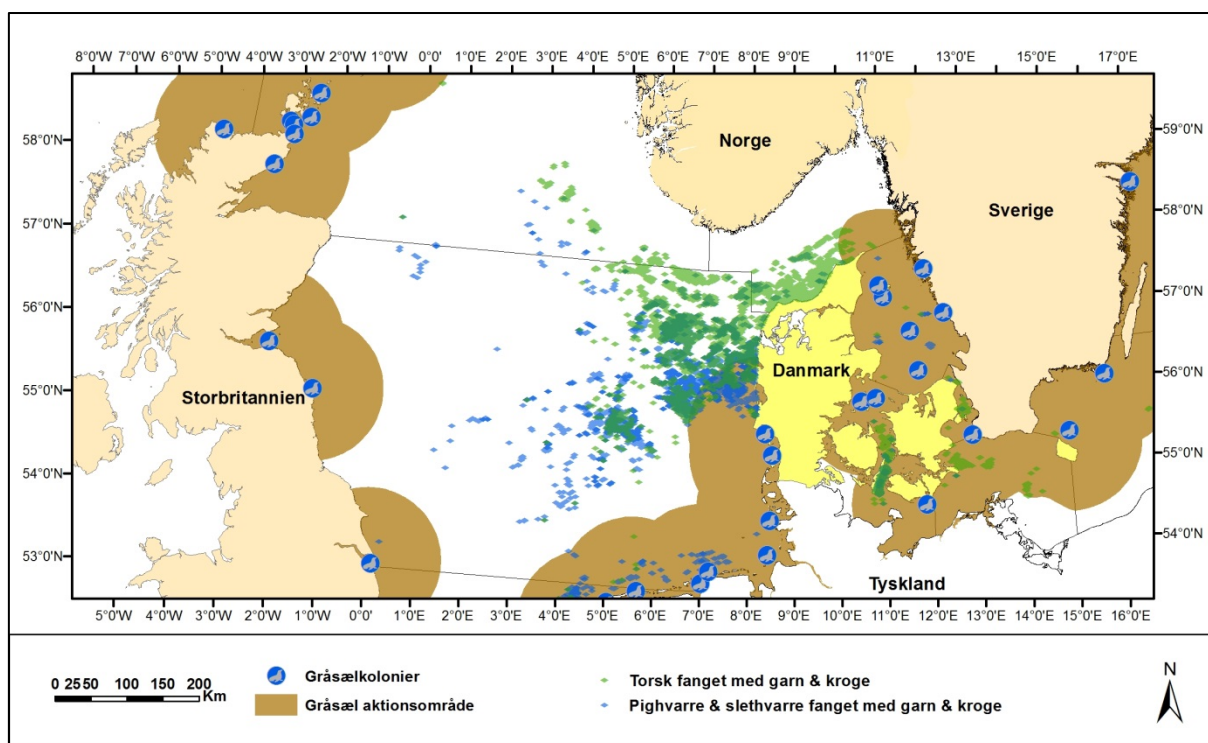 8°0'W 7°0'W 6°0'W 5°0'W 4°0'W 3°0'W 2°0'W 1°0'W 0°0' 1°0'E 2°0'E 3°0'E 4°0'E 5°0'E 6°0'E 7°0'E 8°0'E 9°0'E 10°0'E 11°0'E 12°0'E 13°0'E 14°0'E 15°0'E 17°0'E
58°0'N
59°0'N
Norge
57°0'N
Sverige
58°0'N
56°0'N
57°0'N
55°0'N
Danmark
56°0'N
Storbritannien
54°0'N
55°0'N
53°0'N
54°0'N
Tyskland
5°0'W 4°0'W 3°0'W 2°0'W 1°0'W 0°0' 1°0'E 2°0'E 3°0'E 4°0'E 5°0'E 6°0'E 7°0'E 8°0'E 9°0'E 10°0'E 11°0'E 12°0'E 13°0'E 14°0'E 15°0'E 16°0'E
0 25 50 100 150 200
Km
Gråsælkolonier
Gråsæl aktionsområde
Torsk fanget med garn & kroge
Pighvarre & slethvarre fanget med garn & kroge
N